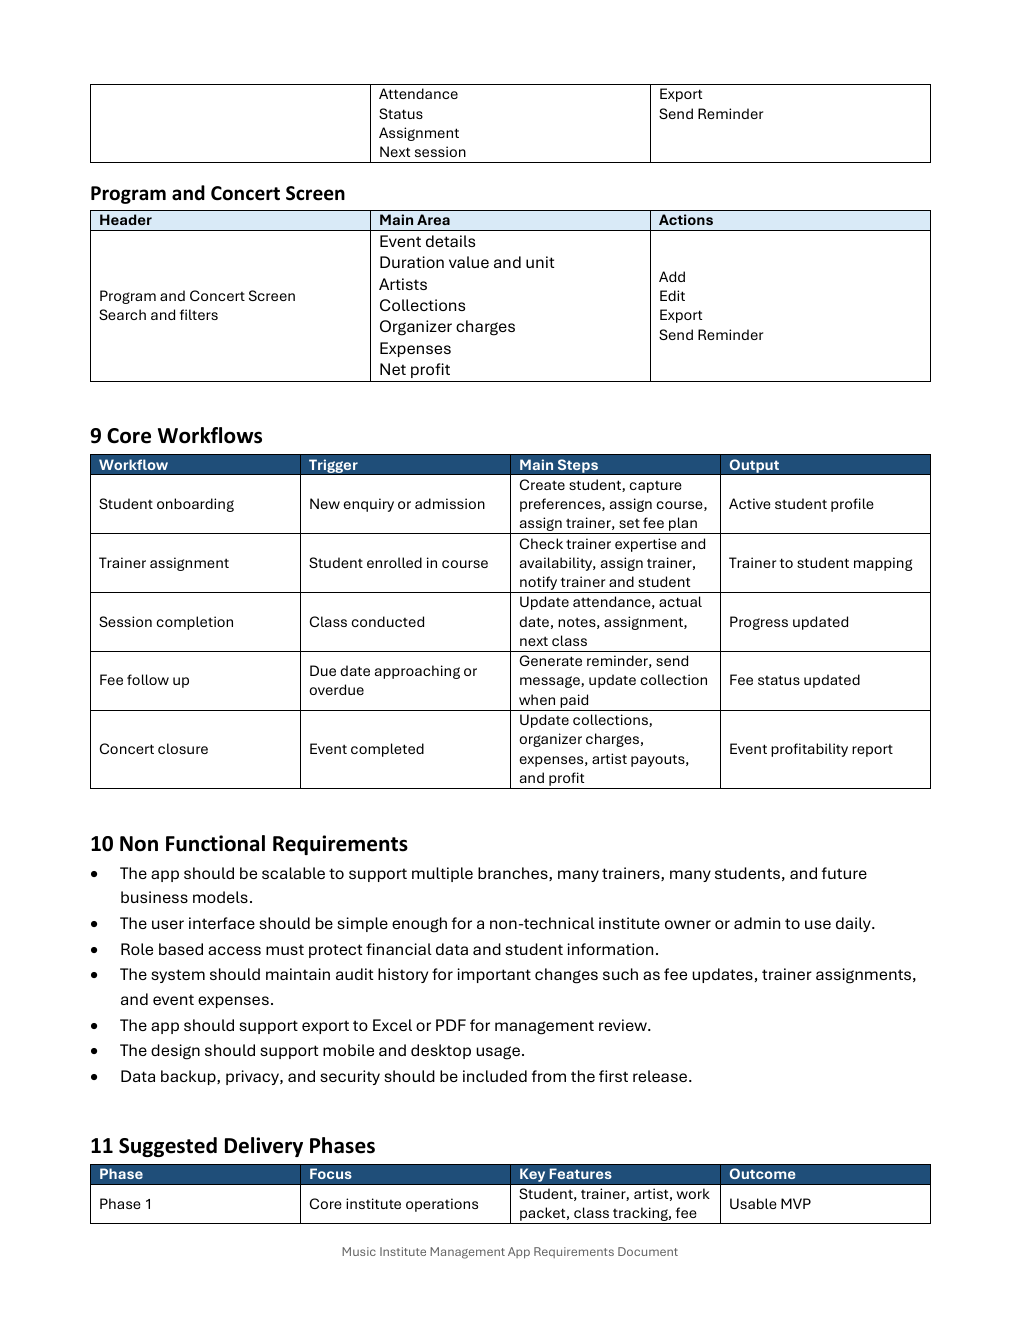 Attendance
Status
Assignment
Next session
Export
Send Reminder
Program and Concert Screen
Header
Main Area
Actions
Program and Concert Screen
Search and filters
Event details
Duration value and unit
Artists
Collections
Organizer charges
Expenses
Net profit
Add
Edit
Export
Send Reminder
9 Core Workflows
Workflow
Trigger
Main Steps
Output
Student onboarding
New enquiry or admission
Create student, capture
preferences, assign course,
assign trainer, set fee plan
Active student profile
Trainer assignment
Student enrolled in course
Check trainer expertise and
availability, assign trainer,
notify trainer and student
Trainer to student mapping
Session completion
Class conducted
Update attendance, actual
date, notes, assignment,
next class
Progress updated
Fee follow up
Due date approaching or
overdue
Generate reminder, send
message, update collection
when paid
Fee status updated
Concert closure
Event completed
Update collections,
organizer charges,
expenses, artist payouts,
and profit
Event profitability report
10 Non Functional Requirements
• The app should be scalable to support multiple branches, many trainers, many students, and future
business models.
• The user interface should be simple enough for a non-technical institute owner or admin to use daily.
• Role based access must protect financial data and student information.
• The system should maintain audit history for important changes such as fee updates, trainer assignments,
and event expenses.
• The app should support export to Excel or PDF for management review.
• The design should support mobile and desktop usage.
• Data backup, privacy, and security should be included from the first release.
11 Suggested Delivery Phases
Phase
Focus
Key Features
Outcome
Phase 1
Core institute operations
Student, trainer, artist, work
packet, class tracking, fee
Usable MVP
Music Institute Management App Requirements Document